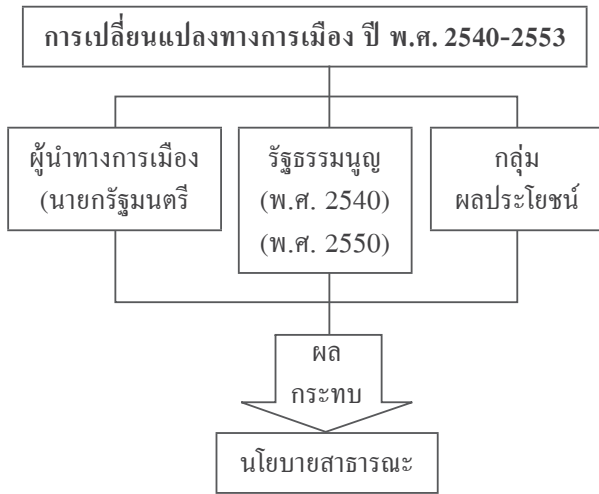 การเปลี่ยนแปลงทางการเมือง ปี พ.ศ. 2540-2553
ผู้นำทางการเมือง
(นายกรัฐมนตรี
รัฐธรรมนูญ
(พ.ศ. 2540)
(พ.ศ. 2550)
กลุ่ม
ผลประโยชน์
ผล
กระทบ
นโยบายสาธารณะ